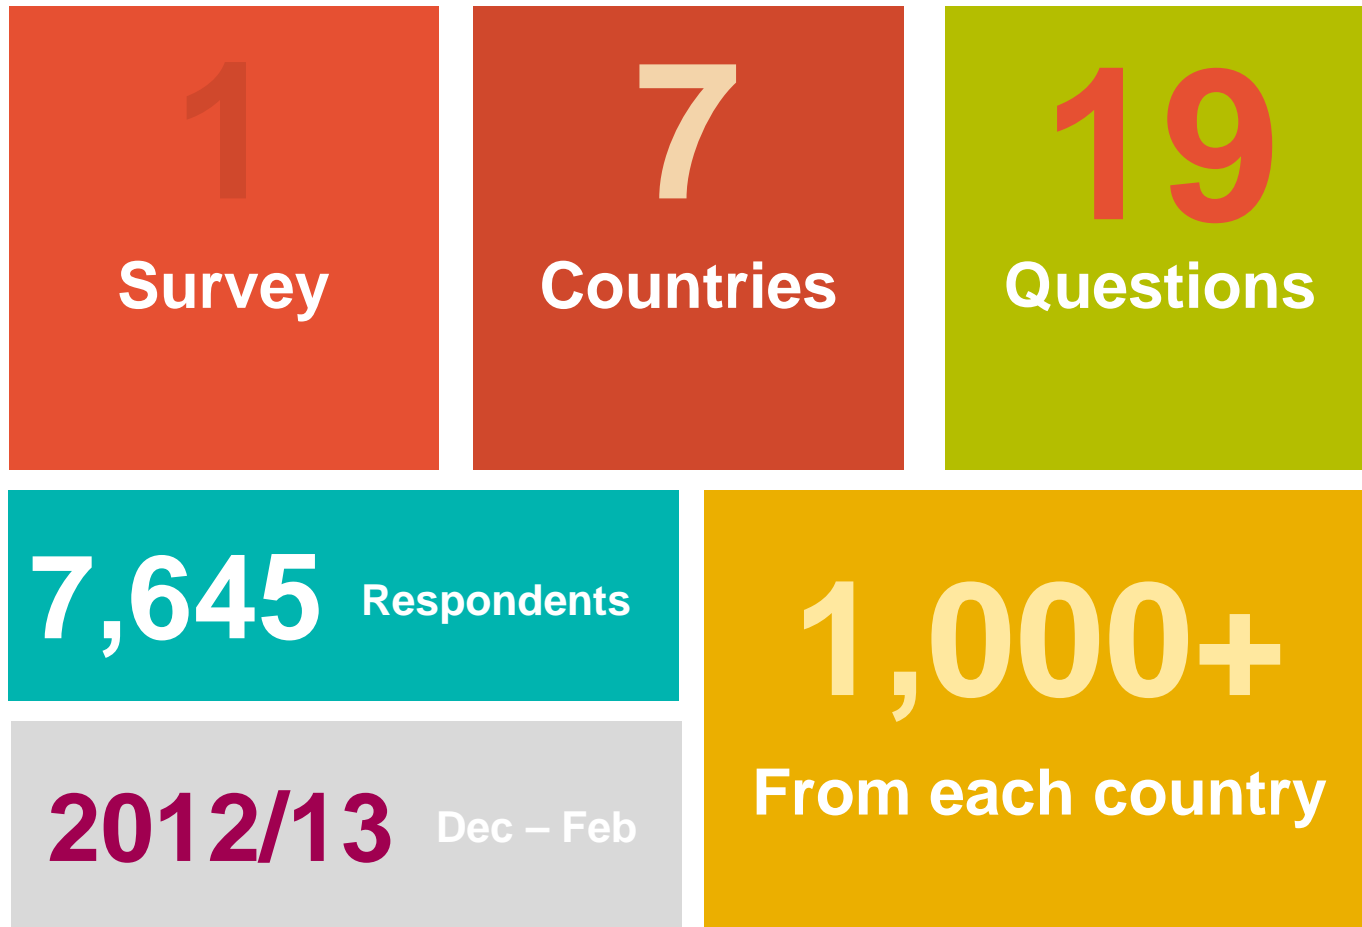 1
Survey
7
Countries
19
Questions
7,645 Respondents
2012/13 Dec – Feb
1,000+
From each country